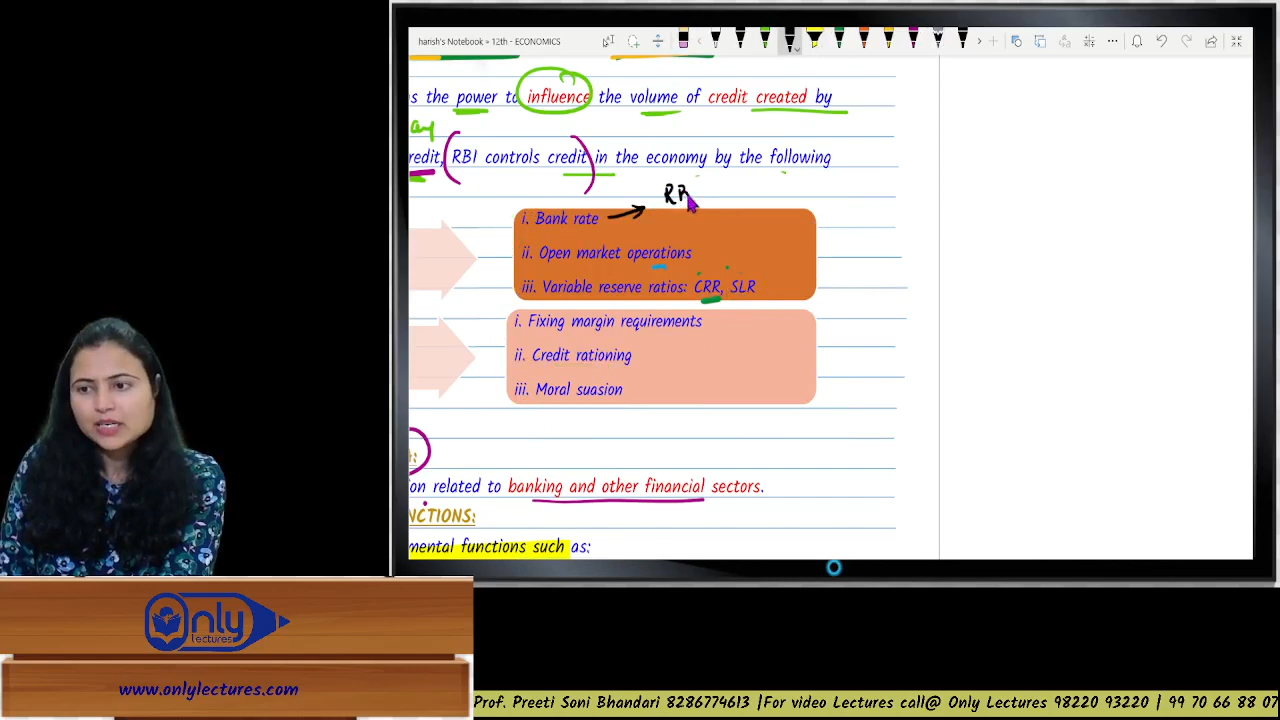 harish's Notebook » 12th - ECONOMICS
s the power to influence the volume of credit created by
ay
redit, RBI controls credit in the economy by the following
RR
i. Bank rate
ii. Open market operations
iii. Variable reserve ratios: CRR, SLR
i. Fixing margin requirements
ii. Credit rationing
iii. Moral suasion
:
on related to banking and other financial sectors.
NCTIONS:
mental functions such as:
Only
lectures
www.onlylectures.com
Prof. Preeti Soni Bhandari 8286774613 |For video Lectures call@ Only Lectures 98220 93220 | 99 70 66 88 07